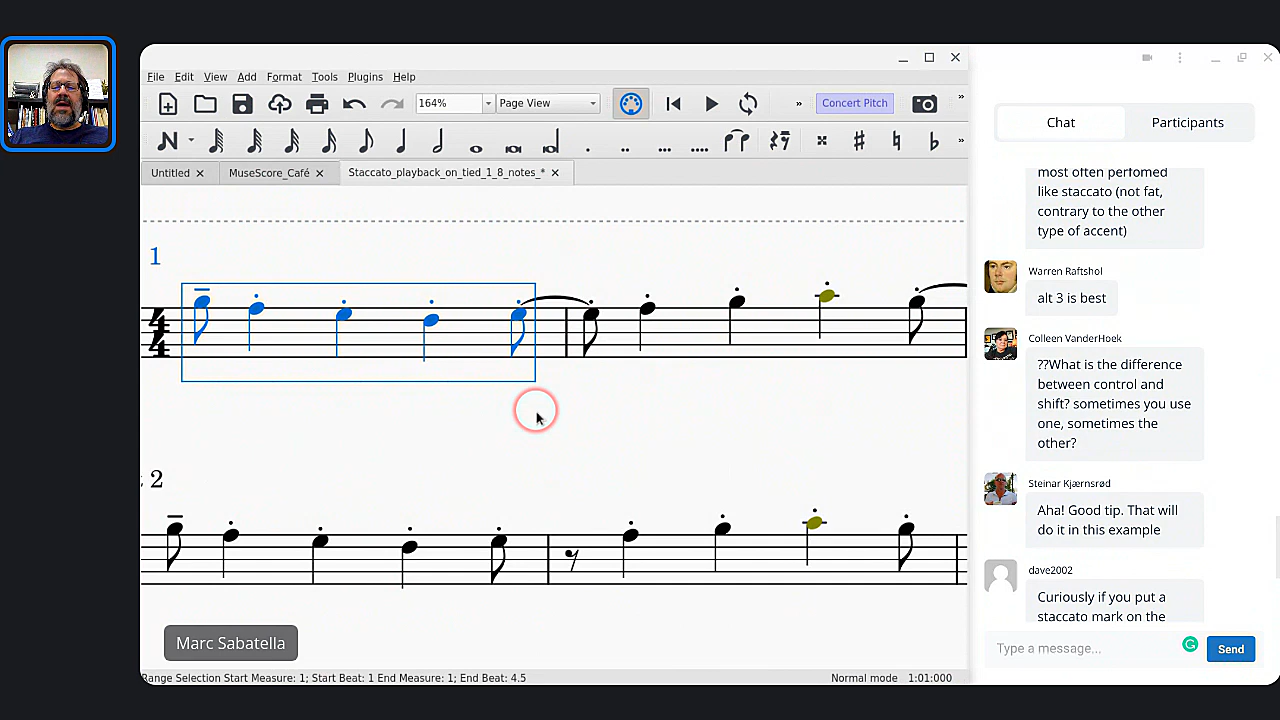 File Edit View Add Format Tools Plugins Help
164% Page View » Concert Pitch »
N »
Untitled MuseScore_Café Staccato_playback_on_tied_1_8_notes_*
1
4
4
2
Marc Sabatella
Range Selection Start Measure: 1; Start Beat: 1 End Measure: 1; End Beat: 4.5 Normal mode 1:01:000
Chat Participants
most often perfomed
like staccato (not fat,
contrary to the other
type of accent)
Warren Raftshol
alt 3 is best
Colleen VanderHoek
??What is the difference
between control and
shift? sometimes you use
one, sometimes the
other?
Steinar Kjærnsrød
Aha! Good tip. That will
do it in this example
dave2002
Curiously if you put a
staccato mark on the
Type a message... Send